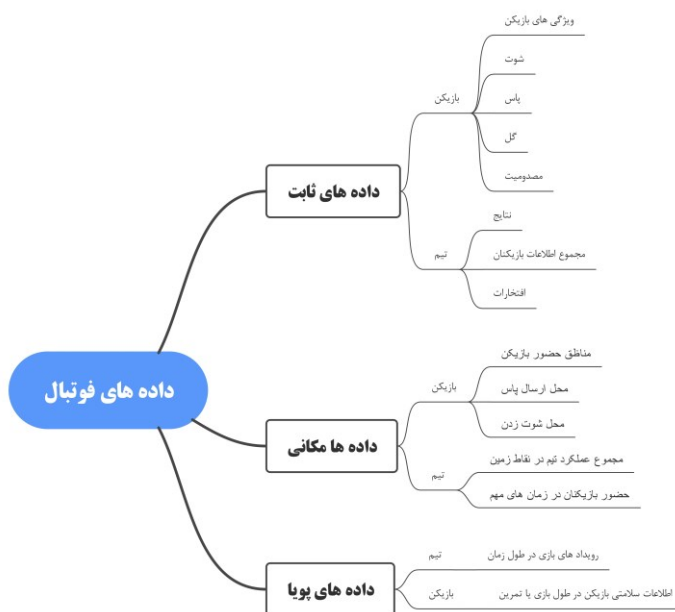 داده های فوتبال
داده های ثابت
بازیکن
ویژگی های بازیکن
شوت
پاس
گل
مصدومیت
تیم
نتایج
مجموع اطلاعات بازیکنان
افتخارات
داده ها مکانی
بازیکن
مناطق حضور بازیکن
محل ارسال پاس
محل شوت زدن
تیم
مجموع عملکرد تیم در نقاط زمین
حضور بازیکنان در زمان های مهم
داده های پویا
تیم
رویداد های بازی در طول زمان
بازیکن
اطلاعات سلامتی بازیکن در طول بازی یا تمرین